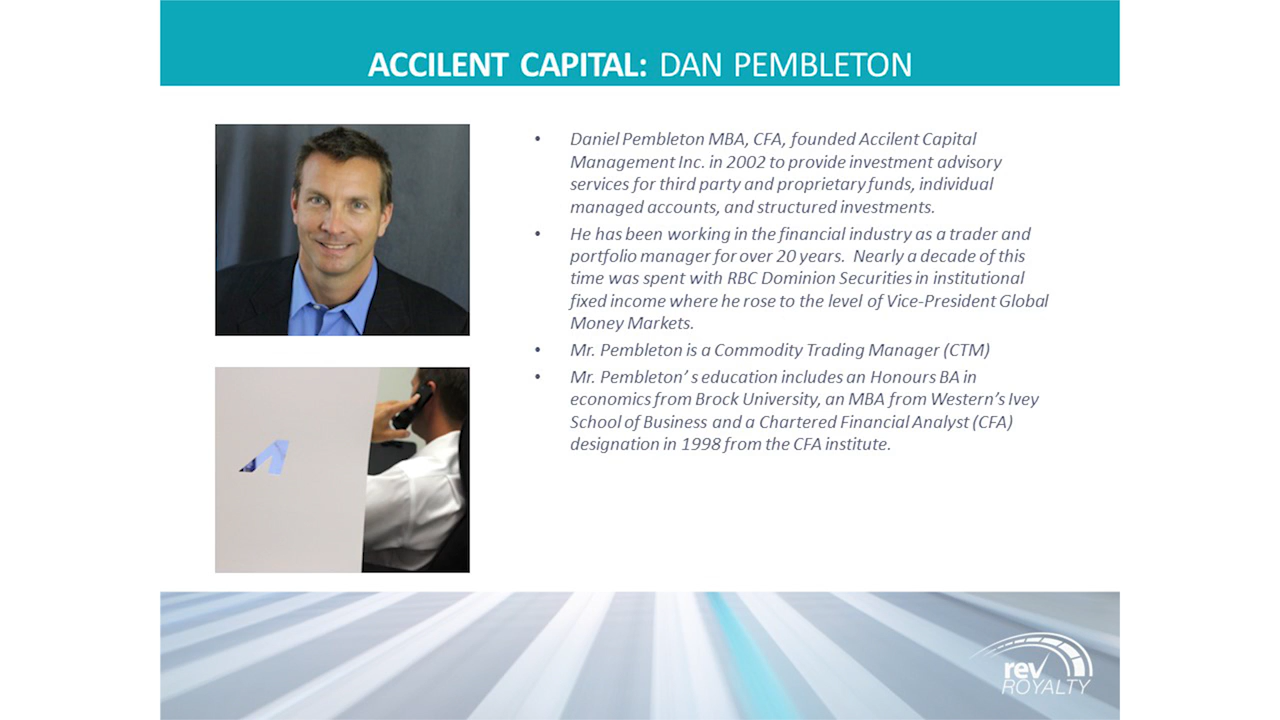 ACCILENT CAPITAL: DAN PEMBLETON
• Daniel Pembleton MBA, CFA, founded Accilent Capital
Management Inc. in 2002 to provide investment advisory
services for third party and proprietary funds, individual
managed accounts, and structured investments.
• He has been working in the financial industry as a trader and
portfolio manager for over 20 years.  Nearly a decade of this
time was spent with RBC Dominion Securities in institutional
fixed income where he rose to the level of Vice-President Global
Money Markets.
• Mr. Pembleton is a Commodity Trading Manager (CTM)
• Mr. Pembleton’ s education includes an Honours BA in
economics from Brock University, an MBA from Western’s Ivey
School of Business and a Chartered Financial Analyst (CFA)
designation in 1998 from the CFA institute.
rev
ROYALTY